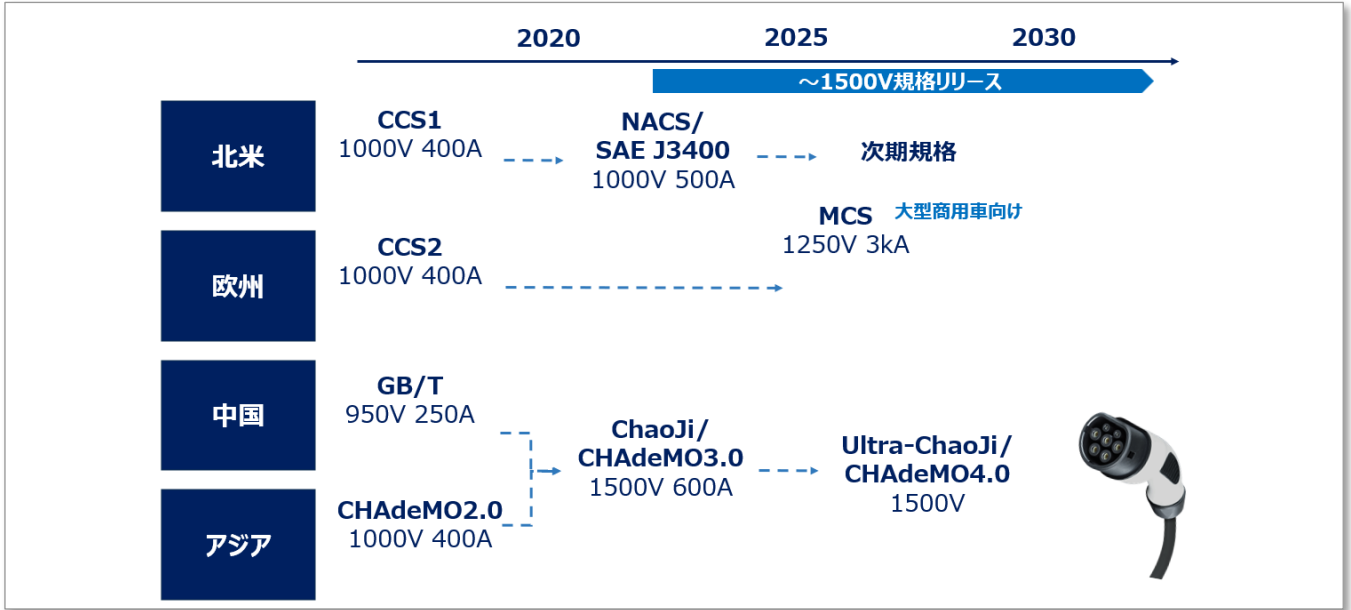 2020
2025
2030
～1500V規格リリース
北米
CCS1
1000V 400A
NACS/
SAE J3400
1000V 500A
次期規格
MCS
大型商用車向け
1250V 3kA
欧州
CCS2
1000V 400A
中国
GB/T
950V 250A
ChaoJi/
CHAdeMO3.0
1500V 600A
Ultra-ChaoJi/
CHAdeMO4.0
1500V
アジア
CHAdeMO2.0
1000V 400A